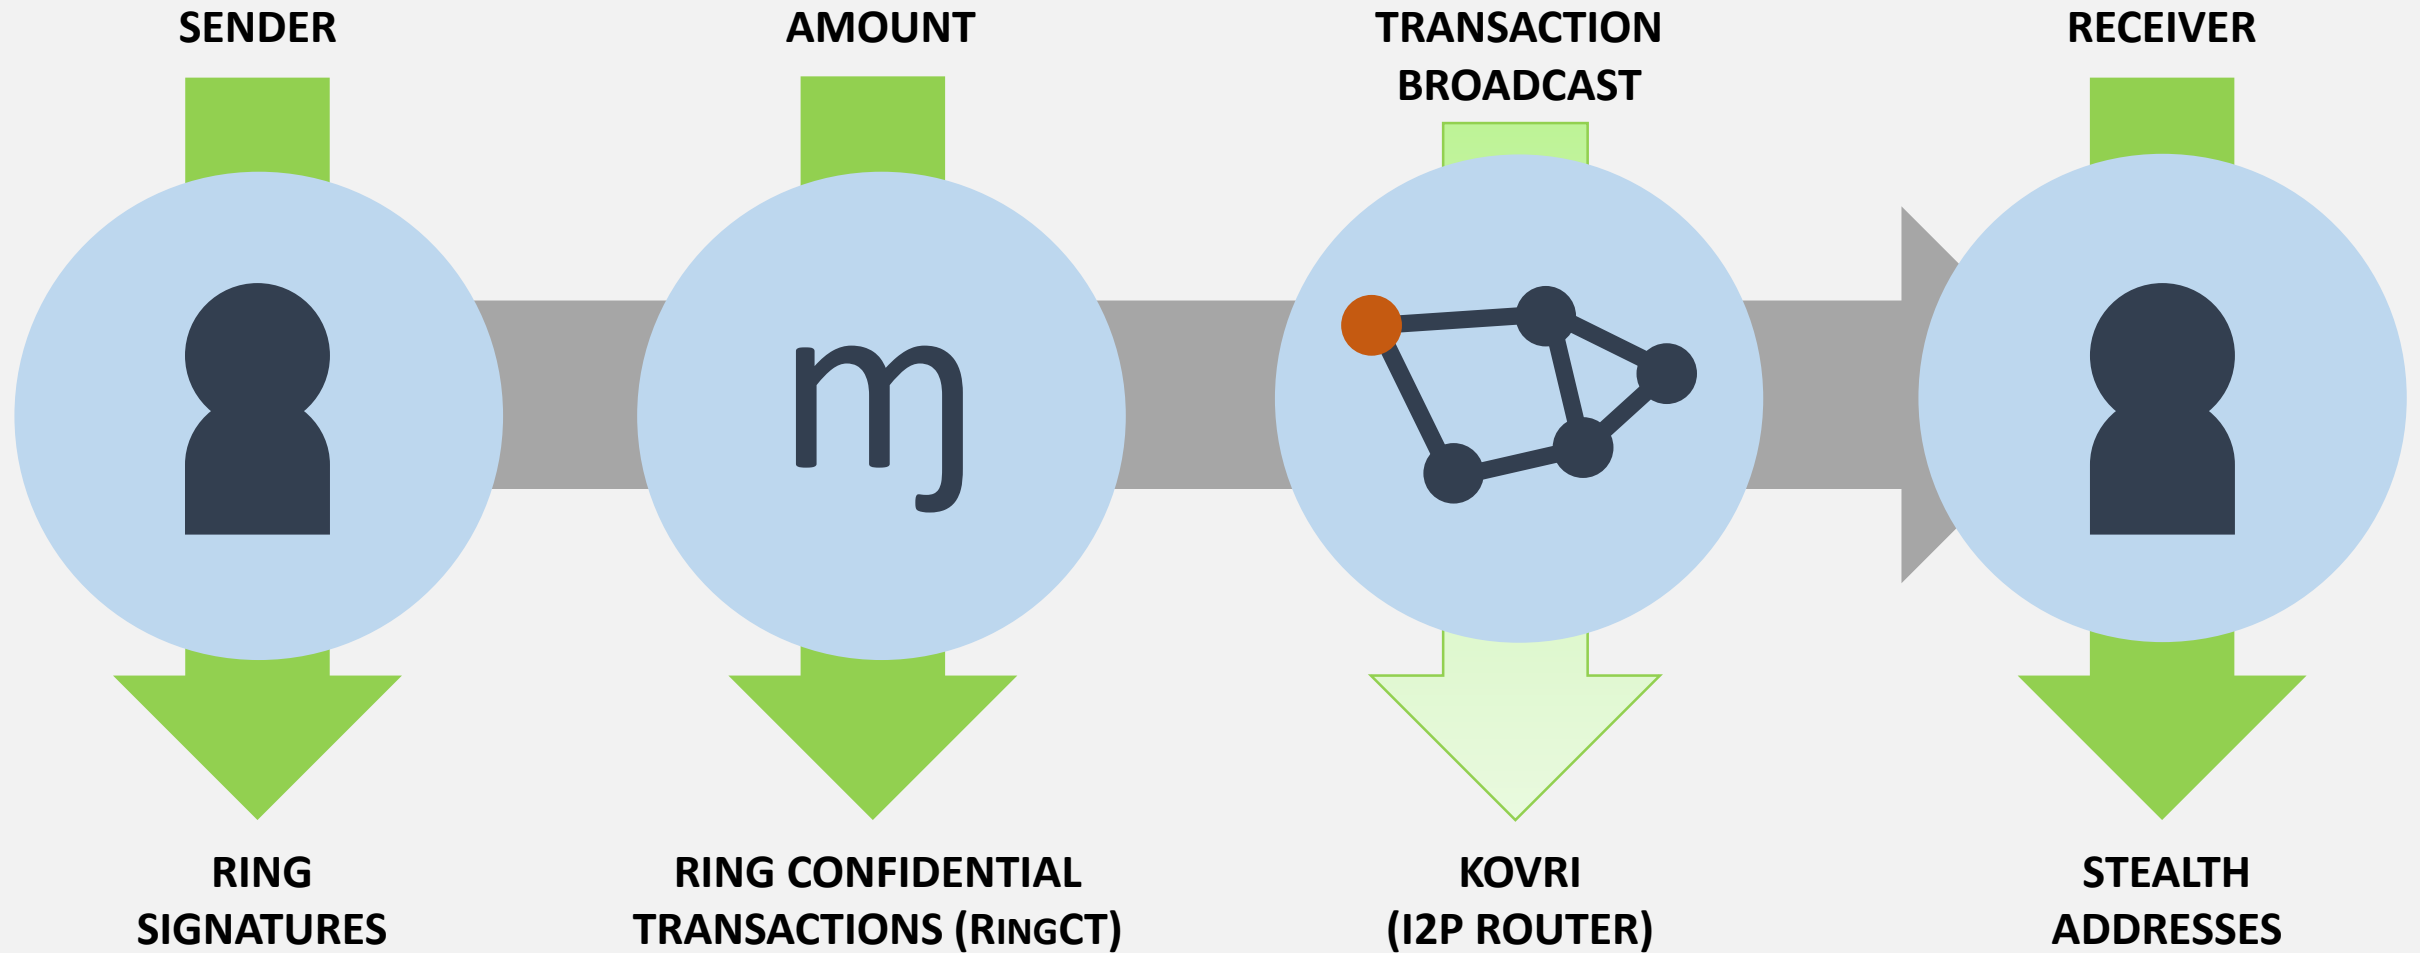 SENDER
AMOUNT
TRANSACTION
BROADCAST
RECEIVER
ɱ
RING
SIGNATURES
RING CONFIDENTIAL
TRANSACTIONS (RINGCT)
KOVRI
(I2P ROUTER)
STEALTH
ADDRESSES